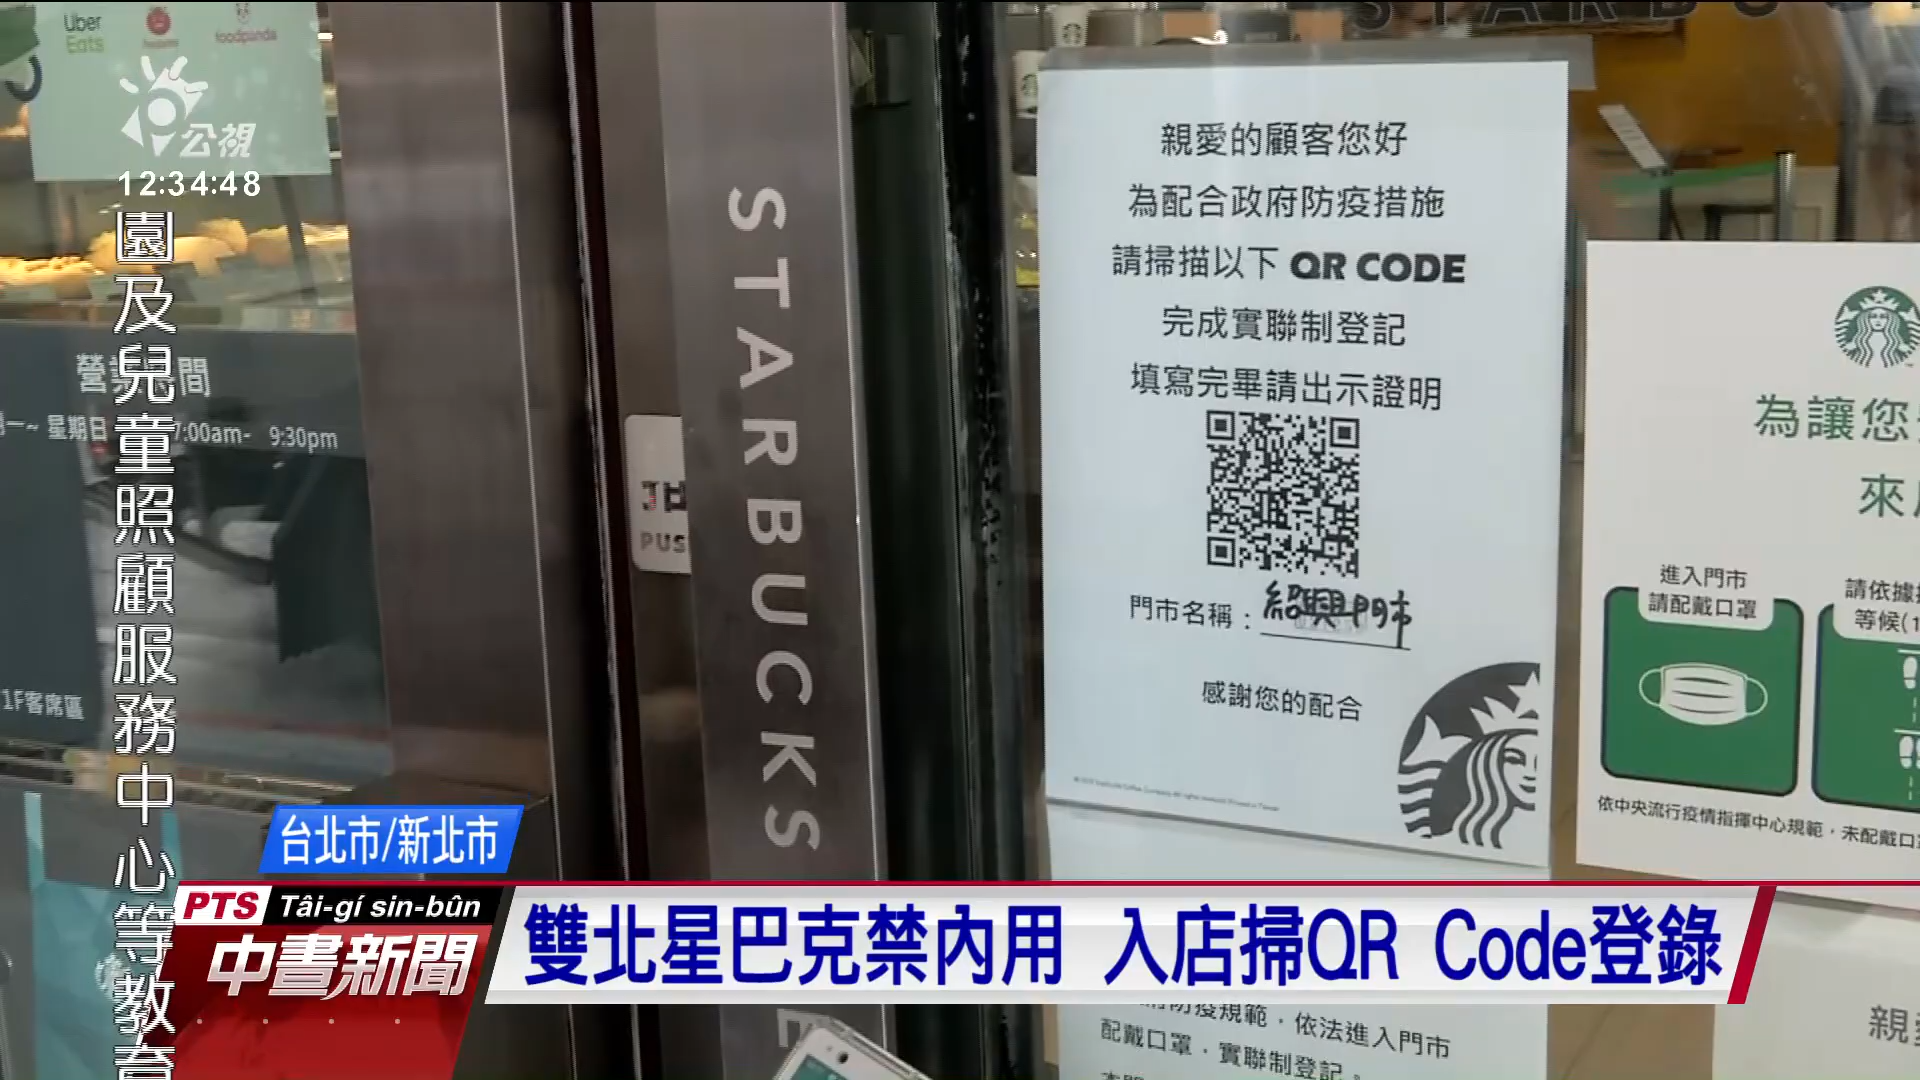 Uber
Eats
foodpanda
公視
12:34:48
園及兒童照顧服務中心等教育
星期日
7:00am- 9:30pm
1F客席區
PUS
STARBUCKS
親愛的顧客您好
為配合政府防疫措施
請掃描以下 QR CODE
完成實聯制登記
填寫完畢請出示證明
門市名稱：紹興門市
感謝您的配合
為讓您
來
進入門市
請配戴口罩
請依據
等候(1
依中央流行疫情指揮中心規範，未配戴口
台北市/新北市
PTS Tâi-gí sin-bûn
中晝新聞
雙北星巴克禁內用 入店掃QR Code登錄
防疫規範，依法進入門市
配戴口罩．實聯制登記。
親